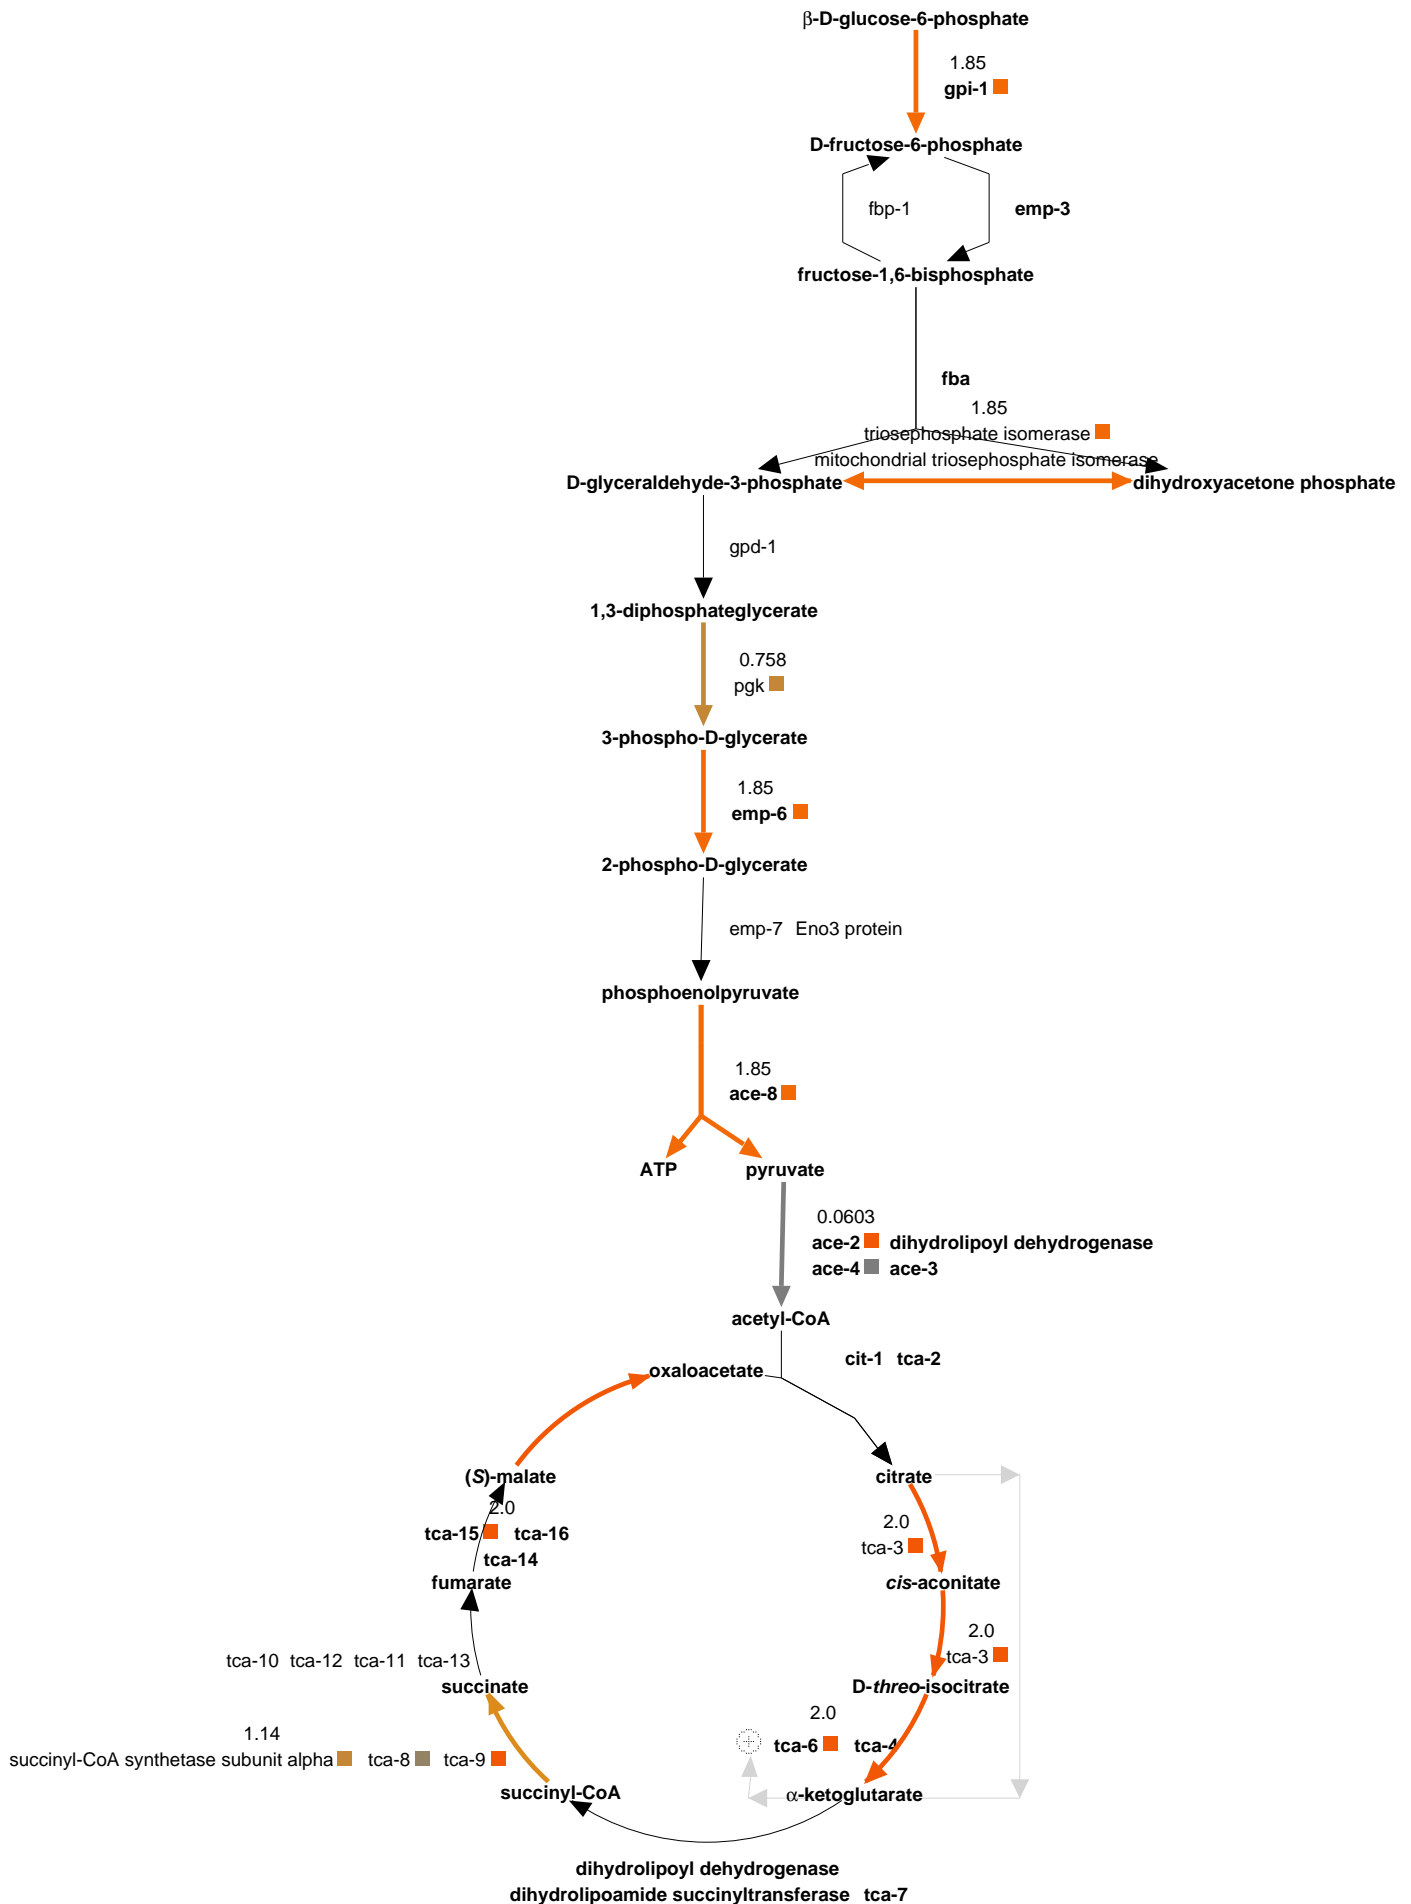 β-D-glucose-6-phosphate
1.85
gpi-1
D-fructose-6-phosphate
fbp-1 emp-3
fructose-1,6-bisphosphate
fba
1.85
triosephosphate isomerase
mitochondrial triosephosphate isomerase
D-glyceraldehyde-3-phosphate dihydroxyacetone phosphate
gpd-1
1,3-diphosphateglycerate
0.758
pgk
3-phospho-D-glycerate
1.85
emp-6
2-phospho-D-glycerate
emp-7 Eno3 protein
phosphoenolpyruvate
1.85
ace-8
ATP pyruvate
0.0603
ace-2 dihydrolipoyl dehydrogenase
ace-4 ace-3
acetyl-CoA
cit-1 tca-2
oxaloacetate
(S)-malate citrate
2.0
tca-15 tca-16
tca-14
2.0
tca-3
fumarate cis-aconitate
2.0
tca-3
tca-10 tca-12 tca-11 tca-13
succinate D-threo-isocitrate
2.0
tca-6 tca-4
1.14
succinyl-CoA synthetase subunit alpha tca-8 tca-9
succinyl-CoA α-ketoglutarate
dihydrolipoyl dehydrogenase
dihydrolipoamide succinyltransferase tca-7